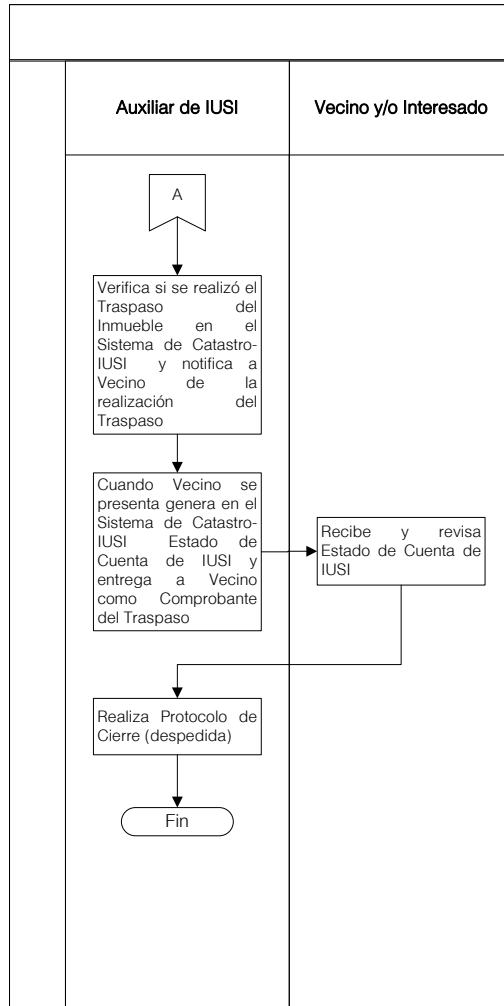 Auxiliar de IUSI
Vecino y/o Interesado
A
Verifica si se realizó el
Traspaso del
Inmueble en el
Sistema de Catastro-
IUSI y notifica a
Vecino de la
realización del
Traspaso
Cuando Vecino se
presenta genera en el
Sistema de Catastro-
IUSI Estado de
Cuenta de IUSI y
entrega a Vecino
como Comprobante
del Traspaso
Recibe y revisa
Estado de Cuenta de
IUSI
Realiza Protocolo de
Cierre (despedida)
Fin